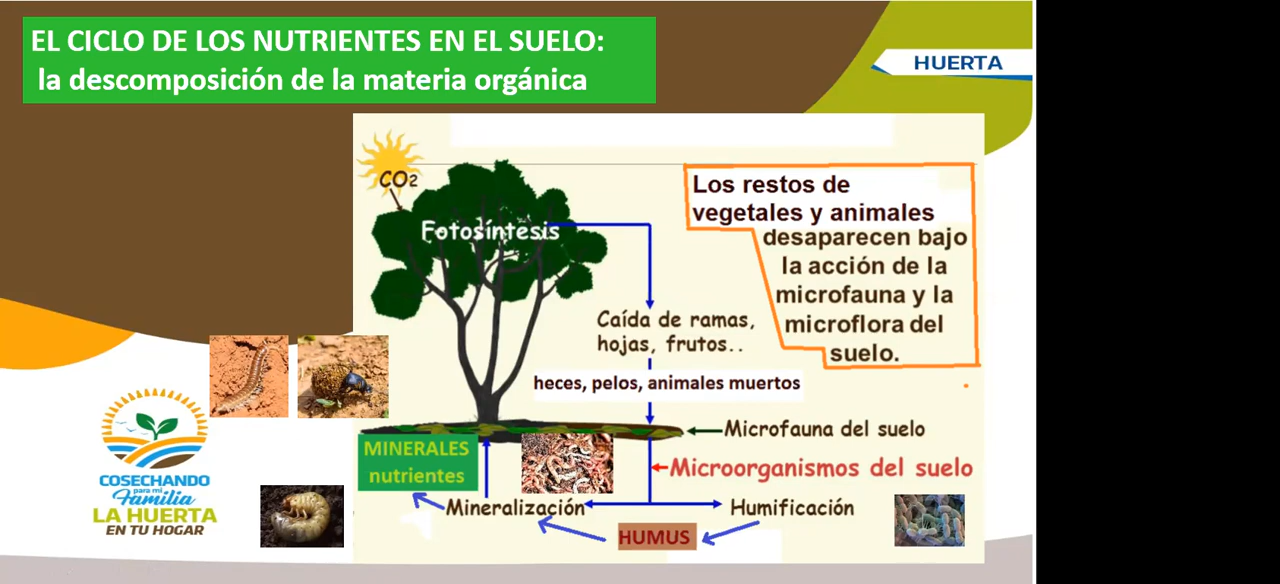 EL CICLO DE LOS NUTRIENTES EN EL SUELO:
la descomposición de la materia orgánica
HUERTA
CO2
Fotosíntesis
Los restos de
vegetales y animales
desaparecen bajo
la acción de la
microfauna y la
microflora del
suelo.
Caída de ramas,
hojas, frutos..
heces, pelos, animales muertos
Microfauna del suelo
MINERALES
nutrientes
Microorganismos del suelo
Mineralización
Humificación
HUMUS
COSECHANDO
para mi
Familia
LA HUERTA
EN TU HOGAR